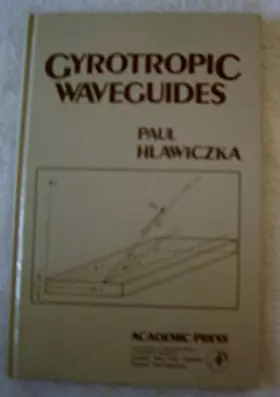 GYROTROPIC
WAVEGUIDES
PAUL
HLAWICZKA
ACADEMIC PRESS